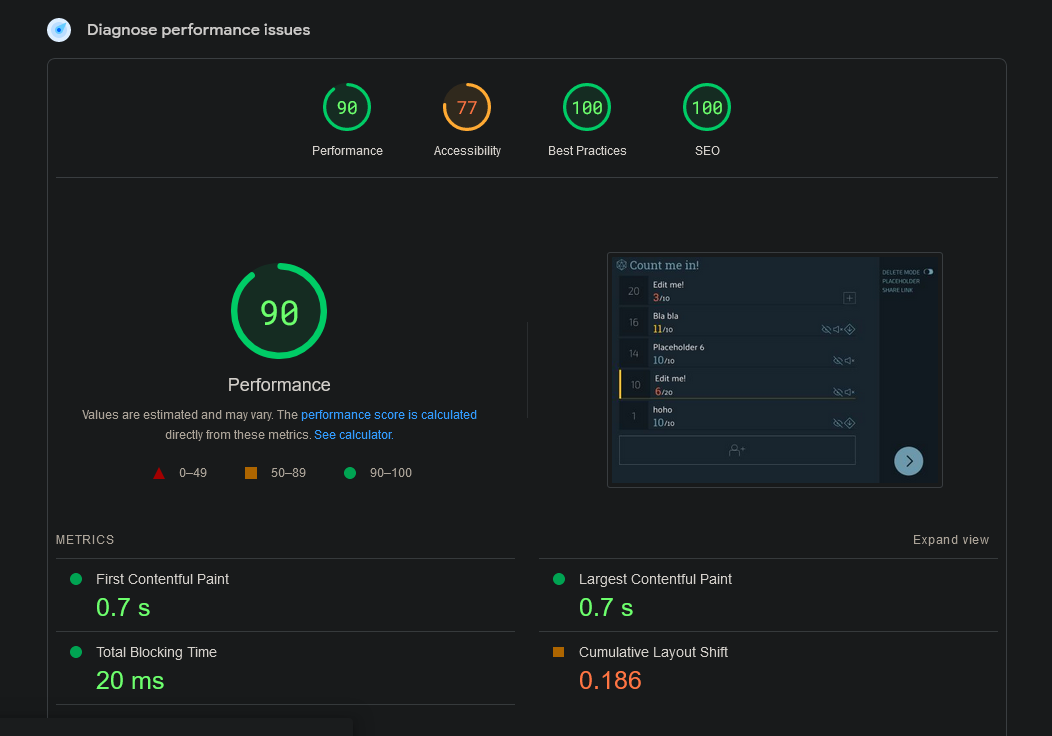 Diagnose performance issues
90
77
100
100
Performance
Accessibility
Best Practices
SEO
90
Performance
Values are estimated and may vary. The performance score is calculated
directly from these metrics. See calculator.
0–49
50–89
90–100
Count me in!
DELETE MODE
PLACEHOLDER
SHARE LINK
20
Edit me!
3/10
16
Bla bla
11/10
14
Placeholder 6
10/10
10
Edit me!
6/20
1
hoho
10/10
METRICS
Expand view
First Contentful Paint
0.7 s
Largest Contentful Paint
0.7 s
Total Blocking Time
20 ms
Cumulative Layout Shift
0.186